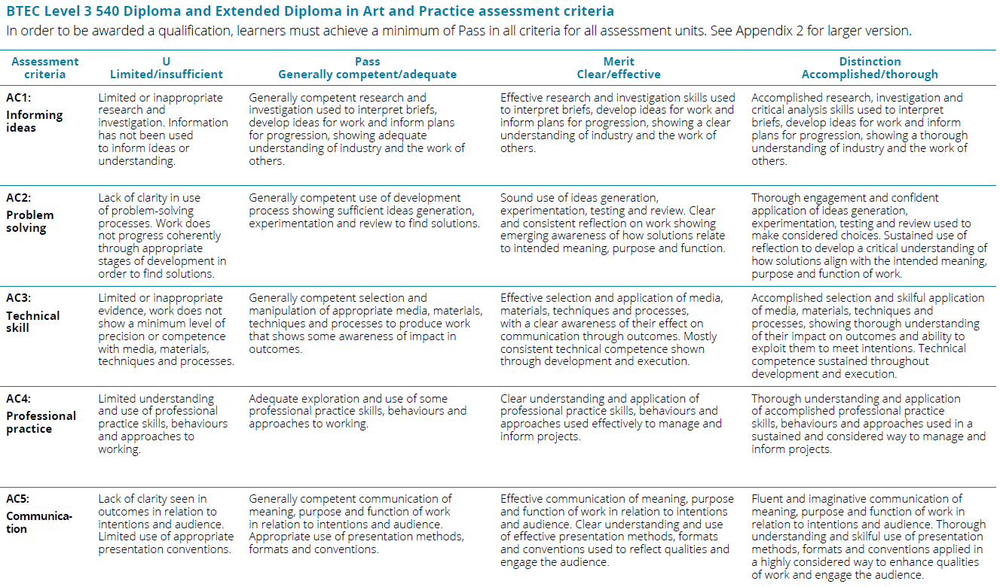 BTEC Level 3 540 Diploma and Extended Diploma in Art and Practice assessment criteria
In order to be awarded a qualification, learners must achieve a minimum of Pass in all criteria for all assessment units. See Appendix 2 for larger version.
Assessment
criteria
U
Limited/insufficient
Pass
Generally competent/adequate
Merit
Clear/effective
Distinction
Accomplished/thorough
AC1:
Informing
ideas
Limited or inappropriate
research and
investigation. Information
has not been used
to inform ideas or
understanding.
Generally competent research and
investigation used to interpret briefs,
develop ideas for work and inform plans
for progression, showing adequate
understanding of industry and the work of
others.
Effective research and investigation skills used
to interpret briefs, develop ideas for work and
inform plans for progression, showing a clear
understanding of industry and the work of
others.
Accomplished research, investigation and
critical analysis skills used to interpret
briefs, develop ideas for work and inform
plans for progression, showing a thorough
understanding of industry and the work of
others.
AC2:
Problem
solving
Lack of clarity in use
of problem-solving
processes. Work does
not progress coherently
through appropriate
stages of development in
order to find solutions.
Generally competent use of development
process showing sufficient ideas generation,
experimentation and review to find solutions.
Sound use of ideas generation,
experimentation, testing and review. Clear
and consistent reflection on work showing
emerging awareness of how solutions relate
to intended meaning, purpose and function.
Thorough engagement and confident
application of ideas generation,
experimentation, testing and review used to
make considered choices. Sustained use of
reflection to develop a critical understanding of
how solutions align with the intended meaning,
purpose and function of work.
AC3:
Technical
skill
Limited or inappropriate
evidence, work does not
show a minimum level of
precision or competence
with media, materials,
techniques and processes.
Generally competent selection and
manipulation of appropriate media, materials,
techniques and processes to produce work
that shows some awareness of impact in
outcomes.
Effective selection and application of media,
materials, techniques and processes,
with a clear awareness of their effect on
communication through outcomes. Mostly
consistent technical competence shown
through development and execution.
Accomplished selection and skilful application
of media, materials, techniques and
processes, showing thorough understanding
of their impact on outcomes and ability to
exploit them to meet intentions. Technical
competence sustained throughout
development and execution.
AC4:
Professional
practice
Limited understanding
and use of professional
practice skills, behaviours
and approaches to
working.
Adequate exploration and use of some
professional practice skills, behaviours and
approaches to working.
Clear understanding and application of
professional practice skills, behaviours and
approaches used effectively to manage and
inform projects.
Thorough understanding and application
of accomplished professional practice
skills, behaviours and approaches used in a
sustained and considered way to manage and
inform projects.
AC5:
Communica-
tion
Lack of clarity seen in
outcomes in relation to
intentions and audience.
Limited use of appropriate
presentation conventions.
Generally competent communication of
meaning, purpose and function of work
in relation to intentions and audience.
Appropriate use of presentation methods,
formats and conventions.
Effective communication of meaning, purpose
and function of work in relation to intentions
and audience. Clear understanding and use
of effective presentation methods, formats
and conventions used to reflect qualities and
engage the audience.
Fluent and imaginative communication of
meaning, purpose and function of work in
relation to intentions and audience. Thorough
understanding and skilful use of presentation
methods, formats and conventions applied in
a highly considered way to enhance qualities
of work and engage the audience.